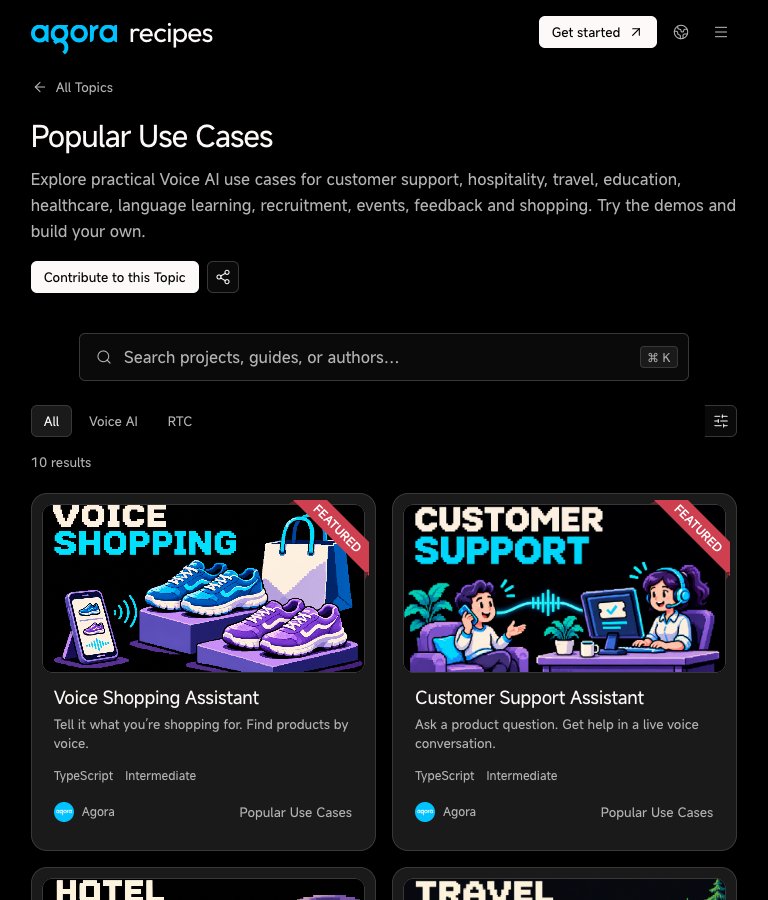 agora recipes
Get started
All Topics
Popular Use Cases
Explore practical Voice AI use cases for customer support, hospitality, travel, education,
healthcare, language learning, recruitment, events, feedback and shopping. Try the demos and
build your own.
Contribute to this Topic
Search projects, guides, or authors...
⌘ K
All
Voice AI
RTC
10 results
VOICE
SHOPPING
FEATURED
CUSTOMER
SUPPORT
FEATURED
Voice Shopping Assistant
Tell it what you're shopping for. Find products by
voice.
TypeScript Intermediate
agora Agora
Popular Use Cases
Customer Support Assistant
Ask a product question. Get help in a live voice
conversation.
TypeScript Intermediate
agora Agora
Popular Use Cases
HOTEL
TRAVEL